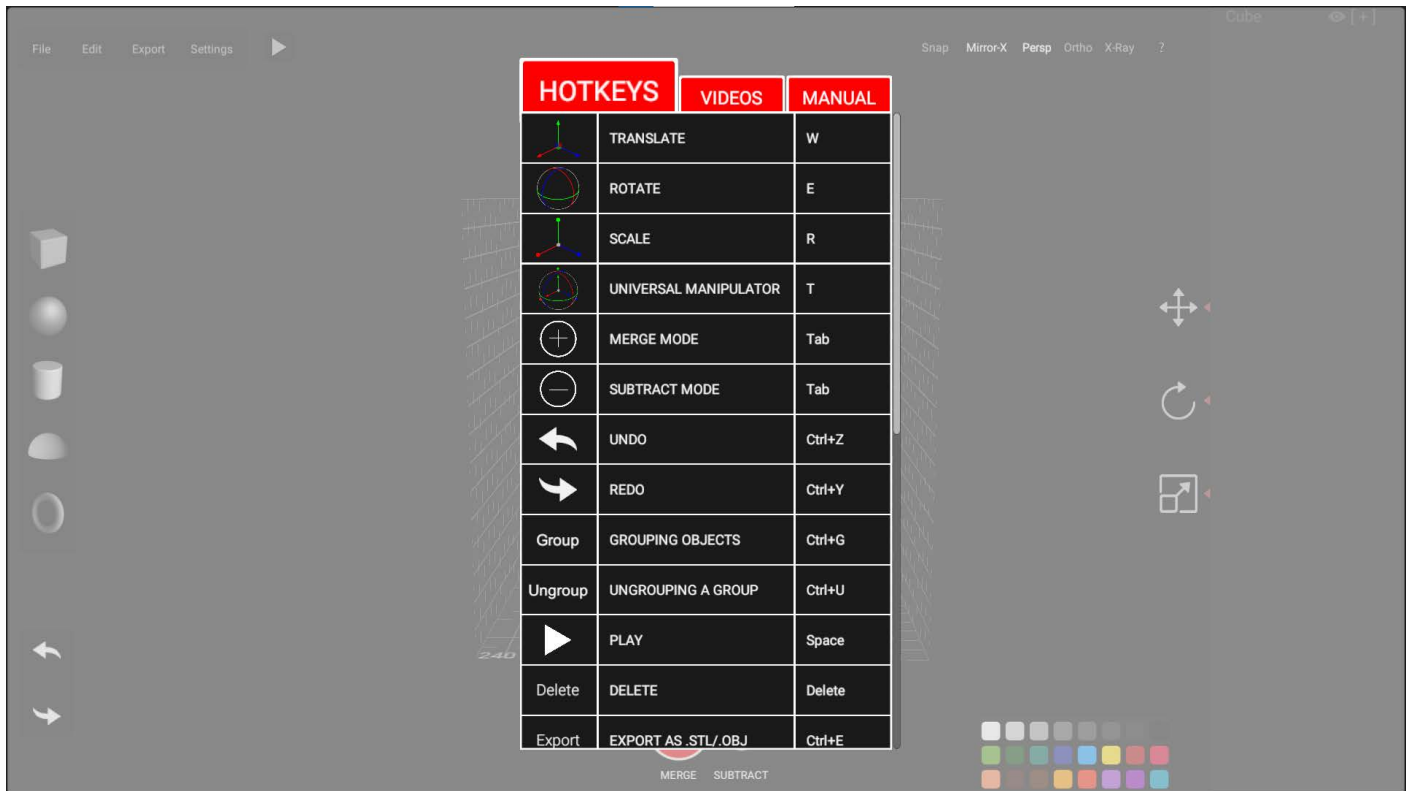 Cube [+]
File Edit Export Settings
Snap Mirror-X Persp Ortho X-Ray ?
HOTKEYS VIDEOS MANUAL
TRANSLATE W
ROTATE E
SCALE R
UNIVERSAL MANIPULATOR T
MERGE MODE Tab
SUBTRACT MODE Tab
UNDO Ctrl+Z
REDO Ctrl+Y
Group GROUPING OBJECTS Ctrl+G
Ungroup UNGROUPING A GROUP Ctrl+U
PLAY Space
240
Delete DELETE Delete
Export EXPORT AS .STL/.OBJ Ctrl+E
MERGE SUBTRACT